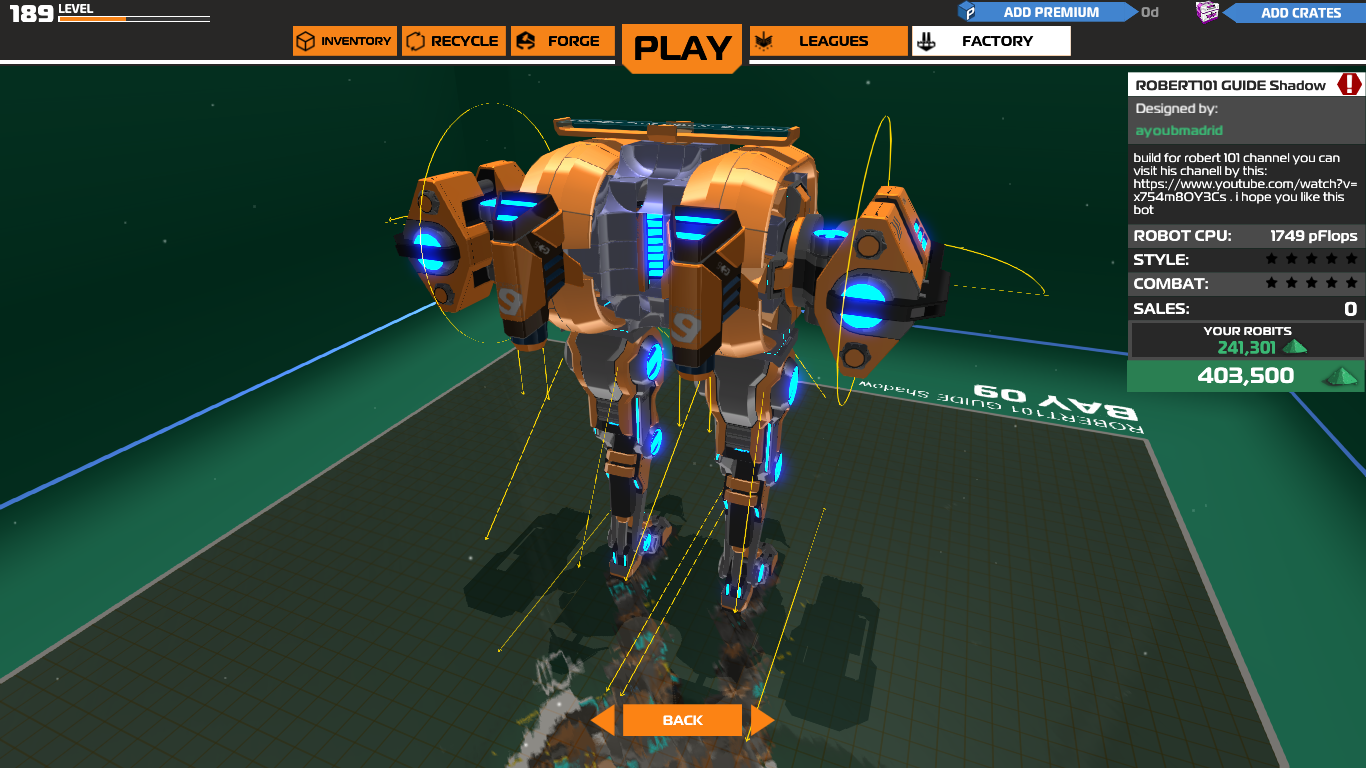 189 LEVEL
ADD PREMIUM 0d
ADD CRATES
INVENTORY
RECYCLE
FORGE
PLAY
LEAGUES
FACTORY
ROBERT101 GUIDE Shadow
Designed by:
ayoubmadrid
build for robert 101 channel you can
visit his chanell by this:
https://www.youtube.com/watch?v=
x754m8OY3Cs . i hope you like this
bot
ROBOT CPU: 1749 pFlops
STYLE:
COMBAT:
SALES: 0
YOUR ROBITS
241,301
403,500
9
9
BAY 09
ROBERT101 GUIDE Shadow
BACK